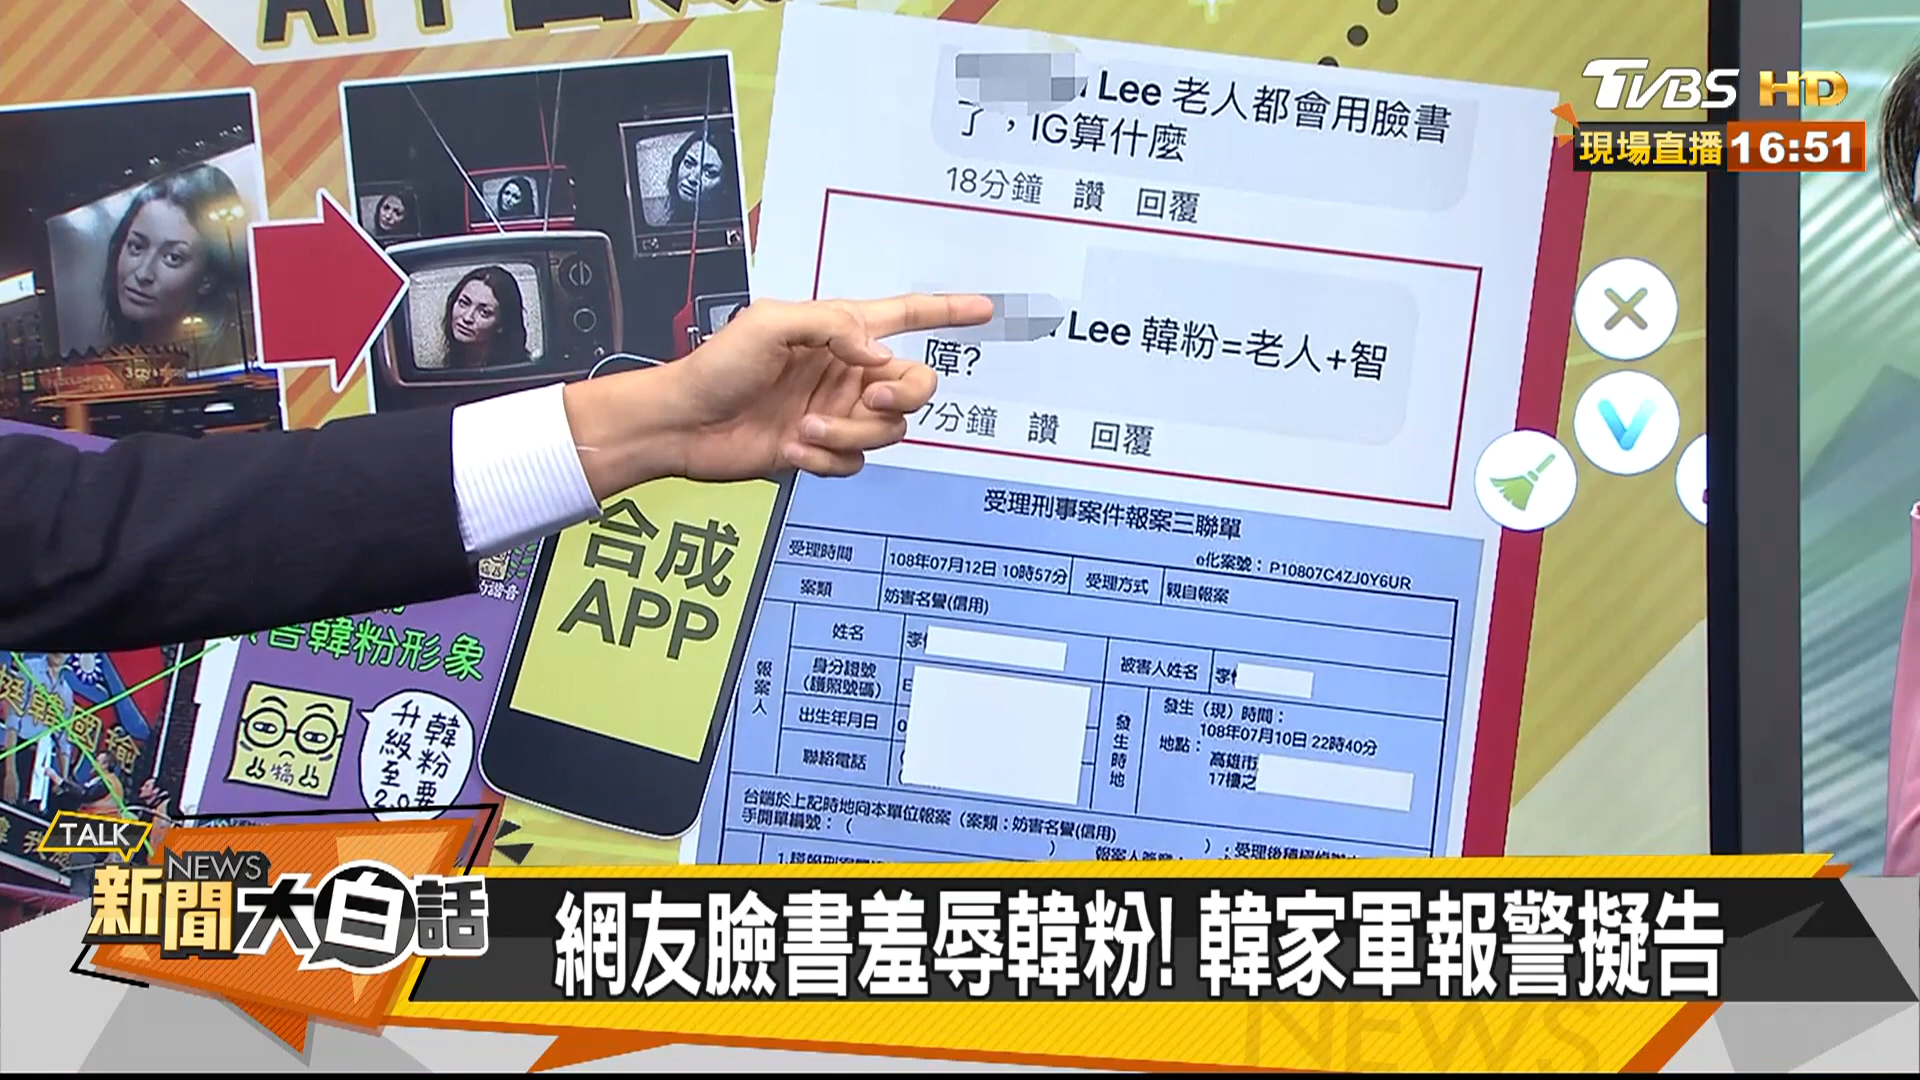 TVBS HD
現場直播 16:51
Lee 老人都會用臉書
了，IG算什麼
18分鐘 讚 回覆
Lee 韓粉=老人+智
障?
7分鐘 讚 回覆
合成
APP
韓粉形象
韓粉要
升級至
2.0
受理刑事案件報案三聯單
e化案號：P10807C4ZJ0Y6UR
受理時間 108年07月12日 10時57分 受理方式 親自報案
案類 妨害名譽(信用)
報案人
姓名 李
被害人姓名 李
身分證號
(護照號碼)
出生年月日
聯絡電話
發生時地
發生（現）時間：
108年07月10日 22時40分
地點：高雄市
17樓之
台端於上記時地向本單位報案（案類：妨害名譽(信用)
手開單編號：（ ）
TALK
NEWS
新聞大白話
網友臉書羞辱韓粉! 韓家軍報警擬告
NEWS